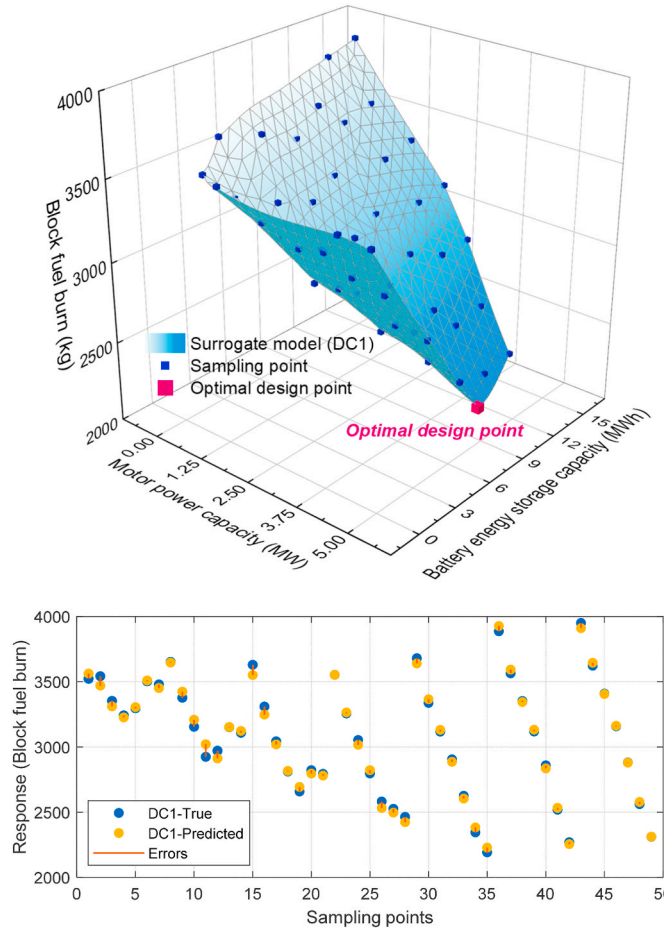 4000
3500
3000
2500
2000
Block fuel burn (kg)
Surrogate model (DC1)
Sampling point
Optimal design point
Optimal design point
0.00
1.25
2.50
3.75
5.00
Motor power capacity (MW)
0
3
6
9
12
15
Battery energy storage capacity (MWh)
4000
3500
3000
2500
2000
Response (Block fuel burn)
DC1-True
DC1-Predicted
Errors
0 5 10 15 20 25 30 35 40 45 50
Sampling points